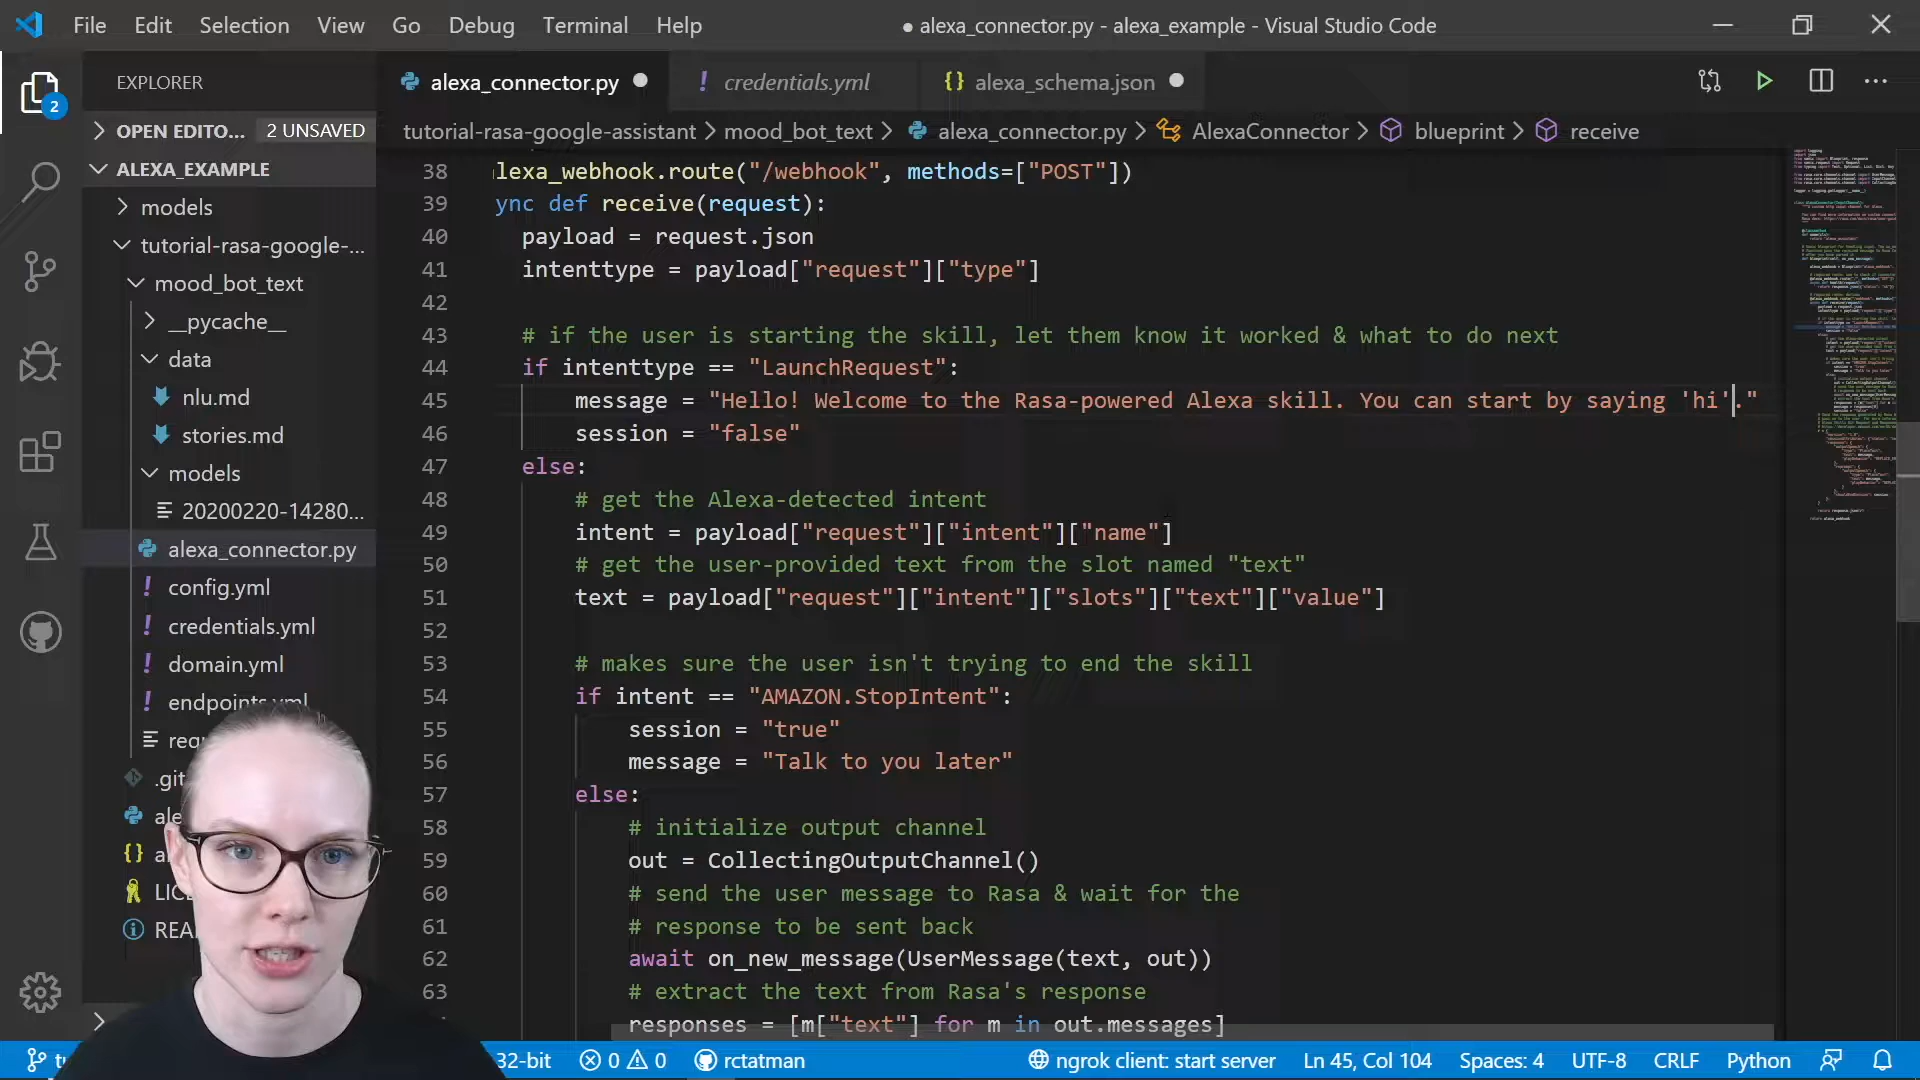 File Edit Selection View Go Debug Terminal Help
● alexa_connector.py - alexa_example - Visual Studio Code
2
EXPLORER
OPEN EDITO... 2 UNSAVED
ALEXA_EXAMPLE
models
tutorial-rasa-google-...
mood_bot_text
__pycache__
data
nlu.md
stories.md
models
20200220-14280...
alexa_connector.py
! config.yml
! credentials.yml
! domain.yml
! endpoints.yml
req
.git
ale
{} al
LICE
REA
alexa_connector.py
! credentials.yml
{} alexa_schema.json
tutorial-rasa-google-assistant > mood_bot_text > alexa_connector.py > AlexaConnector > blueprint > receive
38 lexa_webhook.route("/webhook", methods=["POST"])
39 ync def receive(request):
40 payload = request.json
41 intenttype = payload["request"]["type"]
42
43 # if the user is starting the skill, let them know it worked & what to do next
44 if intenttype == "LaunchRequest":
45 message = "Hello! Welcome to the Rasa-powered Alexa skill. You can start by saying 'hi'."
46 session = "false"
47 else:
48 # get the Alexa-detected intent
49 intent = payload["request"]["intent"]["name"]
50 # get the user-provided text from the slot named "text"
51 text = payload["request"]["intent"]["slots"]["text"]["value"]
52
53 # makes sure the user isn't trying to end the skill
54 if intent == "AMAZON.StopIntent":
55 session = "true"
56 message = "Talk to you later"
57 else:
58 # initialize output channel
59 out = CollectingOutputChannel()
60 # send the user message to Rasa & wait for the
61 # response to be sent back
62 await on_new_message(UserMessage(text, out))
63 # extract the text from Rasa's response
responses = [m["text"] for m in out.messages]
tu
32-bit
0 0
rctatman
ngrok client: start server
Ln 45, Col 104
Spaces: 4
UTF-8
CRLF
Python